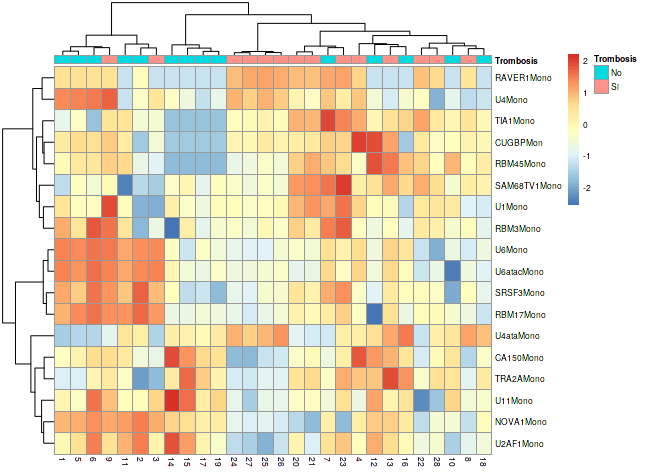 Trombosis
RAVER1Mono
U4Mono
TIA1Mono
CUGBPMon
RBM45Mono
SAM68TV1Mono
U1Mono
RBM3Mono
U6Mono
U6atacMono
SRSF3Mono
RBM17Mono
U4ataMono
CA150Mono
TRA2AMono
U11Mono
NOVA1Mono
U2AF1Mono
1 5 6 9 11 2 3 14 15 17 19 24 27 25 26 20 21 7 23 4 12 13 16 22 28 10 8 18
2
1
0
-1
-2
Trombosis
No
SI